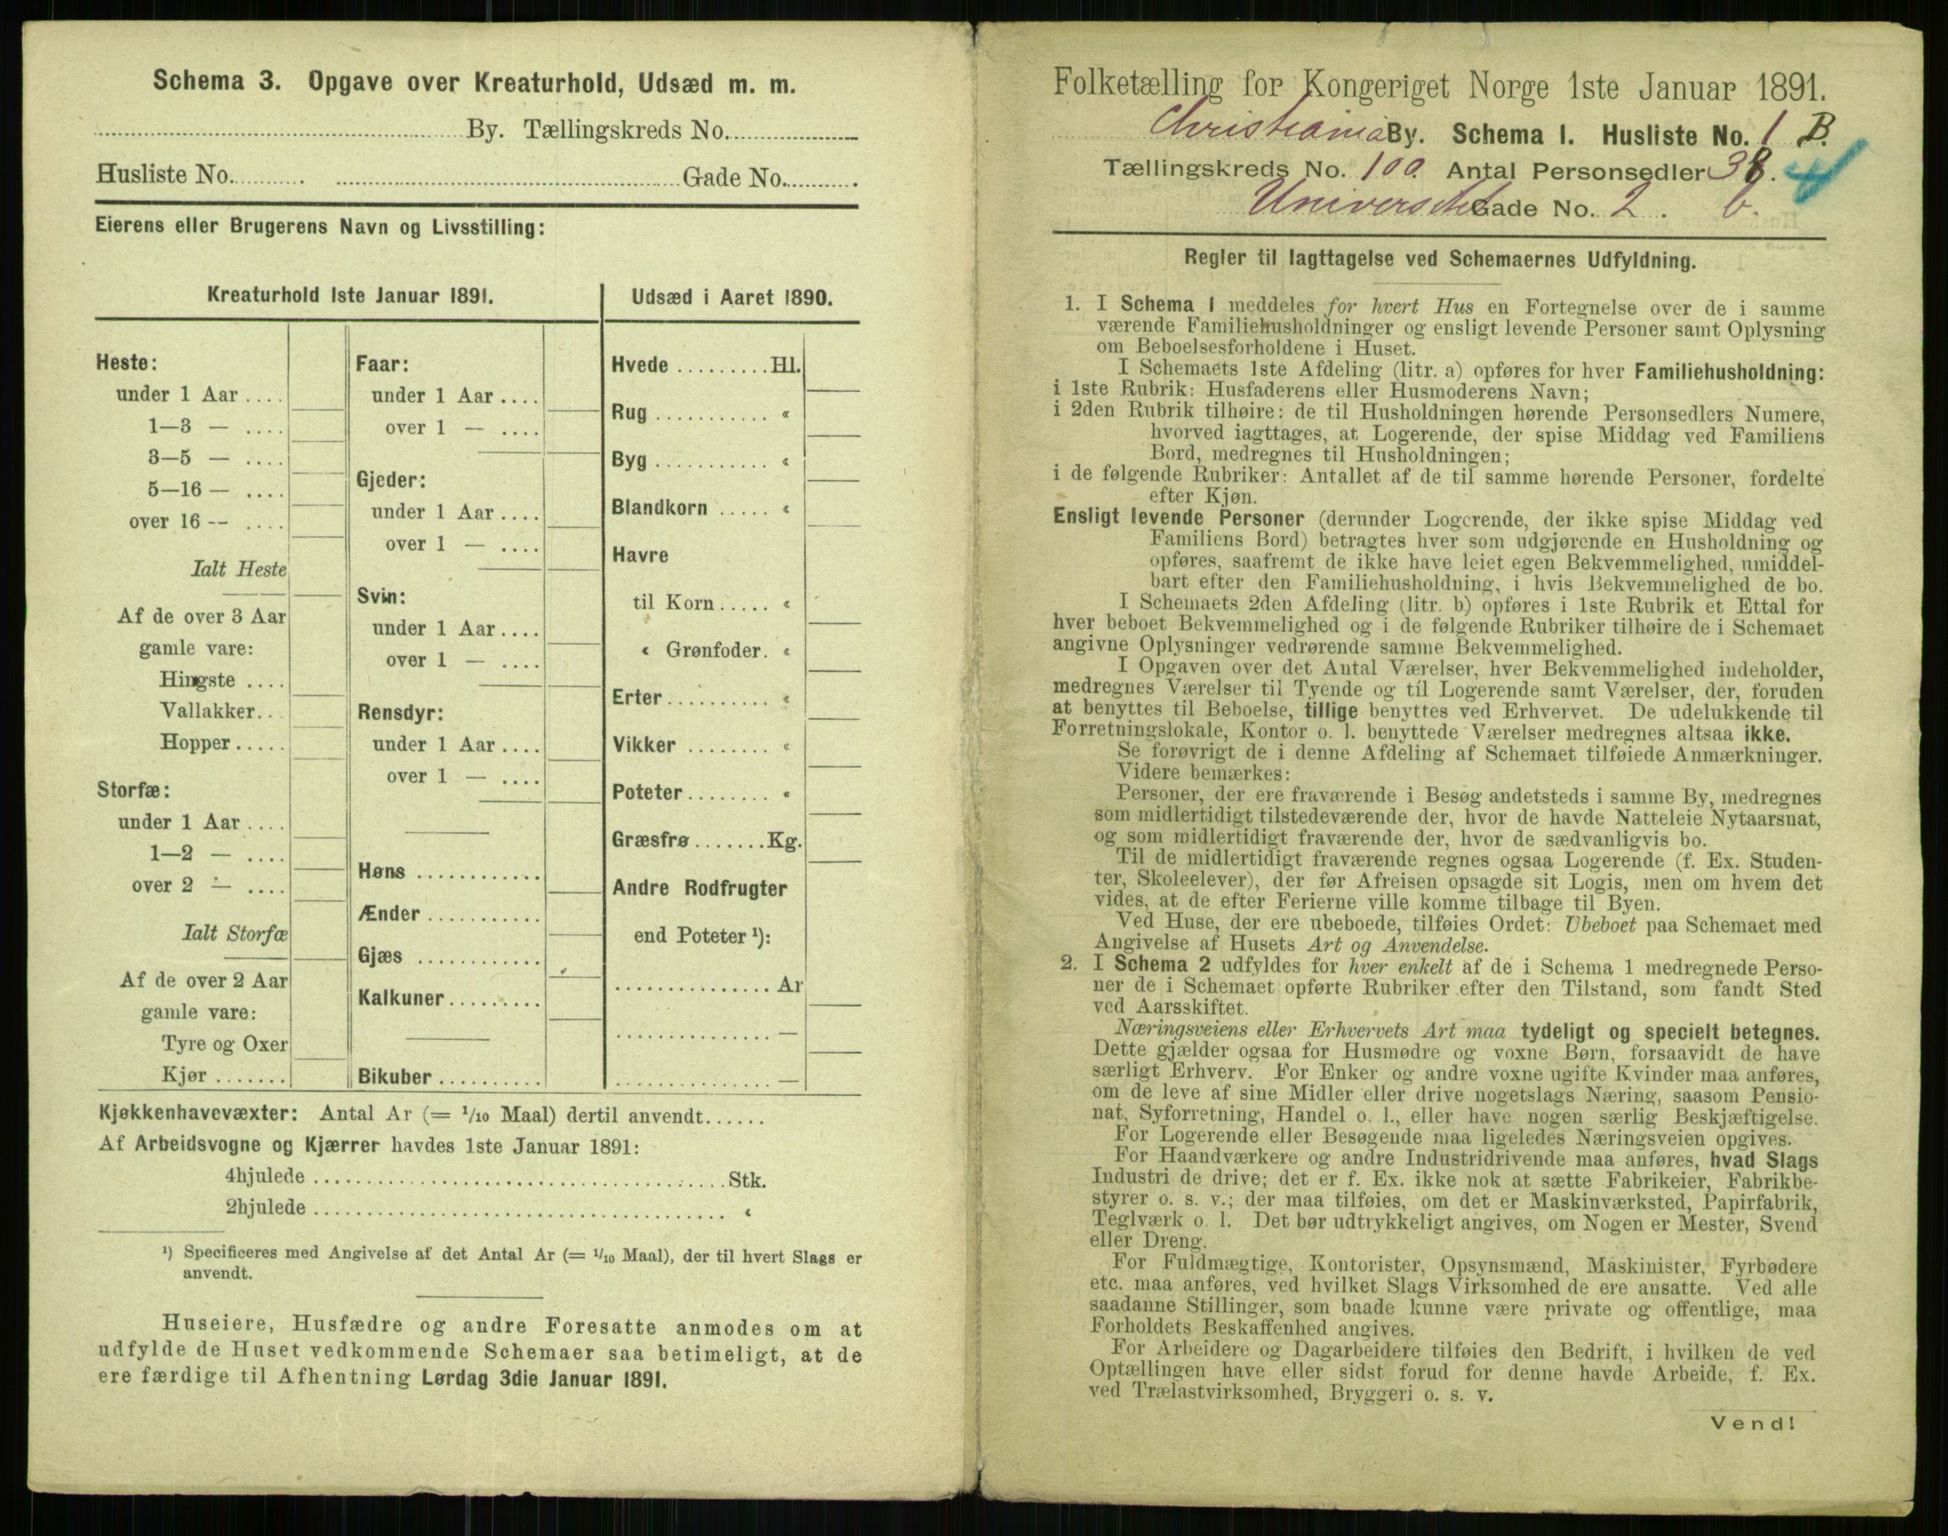 Schema 3. Opgave over Kreaturhold, Udsæd m. m.
By. Tællingskreds No.
Husliste No. Gade No.
Eierens eller Brugerens Navn og Livsstilling:
Kreaturhold 1ste Januar 1891.
Heste:
under 1 Aar ....
1—3 — ....
3—5 — ....
5—16 — ....
over 16 -- ....
Ialt Heste
Af de over 3 Aar
gamle vare:
Hingste ....
Vallakker...
Hopper .....
Storfæ:
under 1 Aar ....
1—2 — ....
over 2 — ....
Ialt Storfæ
Af de over 2 Aar
gamle vare:
Tyre og Oxer
Kjør .......
Faar:
under 1 Aar ....
over 1 — ....
Gjeder:
under 1 Aar ....
over 1 — ....
Svin:
under 1 Aar ....
over 1 — ....
Rensdyr:
under 1 Aar ....
over 1 — ....
Høns ............
Ænder ...........
Gjæs ............
Kalkuner.........
Bikuber ..........
Udsæd i Aaret 1890.
Hvede .........Hl.
Rug ........... «
Byg ........... «
Blandkorn ..... «
Havre
til Korn ..... «
« Grønfoder. «
Erter .......... «
Vikker ........ «
Poteter ........ «
Græsfrø .......Kg.
Andre Rodfrugter
end Poteter ¹):
............... Ar
............... —
............... —
Kjøkkenhavevæxter: Antal Ar (= 1/10 Maal) dertil anvendt......
Af Arbeidsvogne og Kjærrer havdes 1ste Januar 1891:
4hjulede ........................................ Stk.
2hjulede ........................................ «
¹) Specificeres med Angivelse af det Antal Ar (= 1/10 Maal), der til hvert Slags er
anvendt.
Huseiere, Husfædre og andre Foresatte anmodes om at
udfylde de Huset vedkommende Schemaer saa betimeligt, at de
ere færdige til Afhentning Lørdag 3die Januar 1891.
Folketælling for Kongeriget Norge 1ste Januar 1891.
Christiania By. Schema 1. Husliste No. 1 B.
Tællingskreds No. 100. Antal Personsedler 38. 4
Universitet Gade No. 2. b.
Regler til Iagttagelse ved Schemaernes Udfyldning.
1. I Schema 1 meddeles for hvert Hus en Fortegnelse over de i samme
værende Familiehusholdninger og ensligt levende Personer samt Oplysning
om Beboelsesforholdene i Huset.
I Schemaets 1ste Afdeling (litr. a) opføres for hver Familiehusholdning:
i 1ste Rubrik: Husfaderens eller Husmoderens Navn;
i 2den Rubrik tilhøire: de til Husholdningen hørende Personsedlers Numere,
hvorved iagttages, at Logerende, der spise Middag ved Familiens
Bord, medregnes til Husholdningen;
i de følgende Rubriker: Antallet af de til samme hørende Personer, fordelte
efter Kjøn.
Ensligt levende Personer (derunder Logerende, der ikke spise Middag ved
Familiens Bord) betragtes hver som udgjørende en Husholdning og
opføres, saafremt de ikke have leiet egen Bekvemmelighed, umiddel-
bart efter den Familiehusholdning, i hvis Bekvemmelighed de bo.
I Schemaets 2den Afdeling (litr. b) opføres i 1ste Rubrik et Ettal for
hver beboet Bekvemmelighed og i de følgende Rubriker tilhøire de i Schemaet
angivne Oplysninger vedrørende samme Bekvemmelighed.
I Opgaven over det Antal Værelser, hver Bekvemmelighed indeholder,
medregnes Værelser til Tyende og til Logerende samt Værelser, der, foruden
at benyttes til Beboelse, tillige benyttes ved Erhvervet. De udelukkende til
Forretningslokale, Kontor o. l. benyttede Værelser medregnes altsaa ikke.
Se forøvrigt de i denne Afdeling af Schemaet tilføiede Anmærkninger.
Videre bemærkes:
Personer, der ere fraværende i Besøg andetsteds i samme By, medregnes
som midlertidigt tilstedeværende der, hvor de havde Natteleie Nytaarsnat,
og som midlertidigt fraværende der, hvor de sædvanligvis bo.
Til de midlertidigt fraværende regnes ogsaa Logerende (f. Ex. Studen-
ter, Skoleelever), der før Afreisen opsagde sit Logis, men om hvem det
vides, at de efter Ferierne ville komme tilbage til Byen.
Ved Huse, der ere ubeboede, tilføies Ordet: Ubeboet paa Schemaet med
Angivelse af Husets Art og Anvendelse.
2. I Schema 2 udfyldes for hver enkelt af de i Schema 1 medregnede Perso-
ner de i Schemaet opførte Rubriker efter den Tilstand, som fandt Sted
ved Aarsskiftet.
Næringsveiens eller Erhvervets Art maa tydeligt og specielt betegnes.
Dette gjælder ogsaa for Husmødre og voxne Børn, forsaavidt de have
særligt Erhverv. For Enker og andre voxne ugifte Kvinder maa anføres,
om de leve af sine Midler eller drive nogetslags Næring, saasom Pensio-
nat, Syforretning, Handel o. l., eller have nogen særlig Beskjæftigelse.
For Logerende eller Besøgende maa ligeledes Næringsveien opgives.
For Haandværkere og andre Industridrivende maa anføres, hvad Slags
Industri de drive; det er f. Ex. ikke nok at sætte Fabrikeier, Fabrikbe-
styrer o. s. v.; der maa tilføies, om det er Maskinværksted, Papirfabrik,
Teglværk o. l. Det bør udtrykkeligt angives, om Nogen er Mester, Svend
eller Dreng.
For Fuldmægtige, Kontorister, Opsynsmænd, Maskinister, Fyrbødere
etc. maa anføres, ved hvilket Slags Virksomhed de ere ansatte. Ved alle
saadanne Stillinger, som baade kunne være private og offentlige, maa
Forholdets Beskaffenhed angives.
For Arbeidere og Dagarbeidere tilføies den Bedrift, i hvilken de ved
Optællingen have eller sidst forud for denne havde Arbeide, f. Ex.
ved Trælastvirksomhed, Bryggeri o. s. v.
Vend!